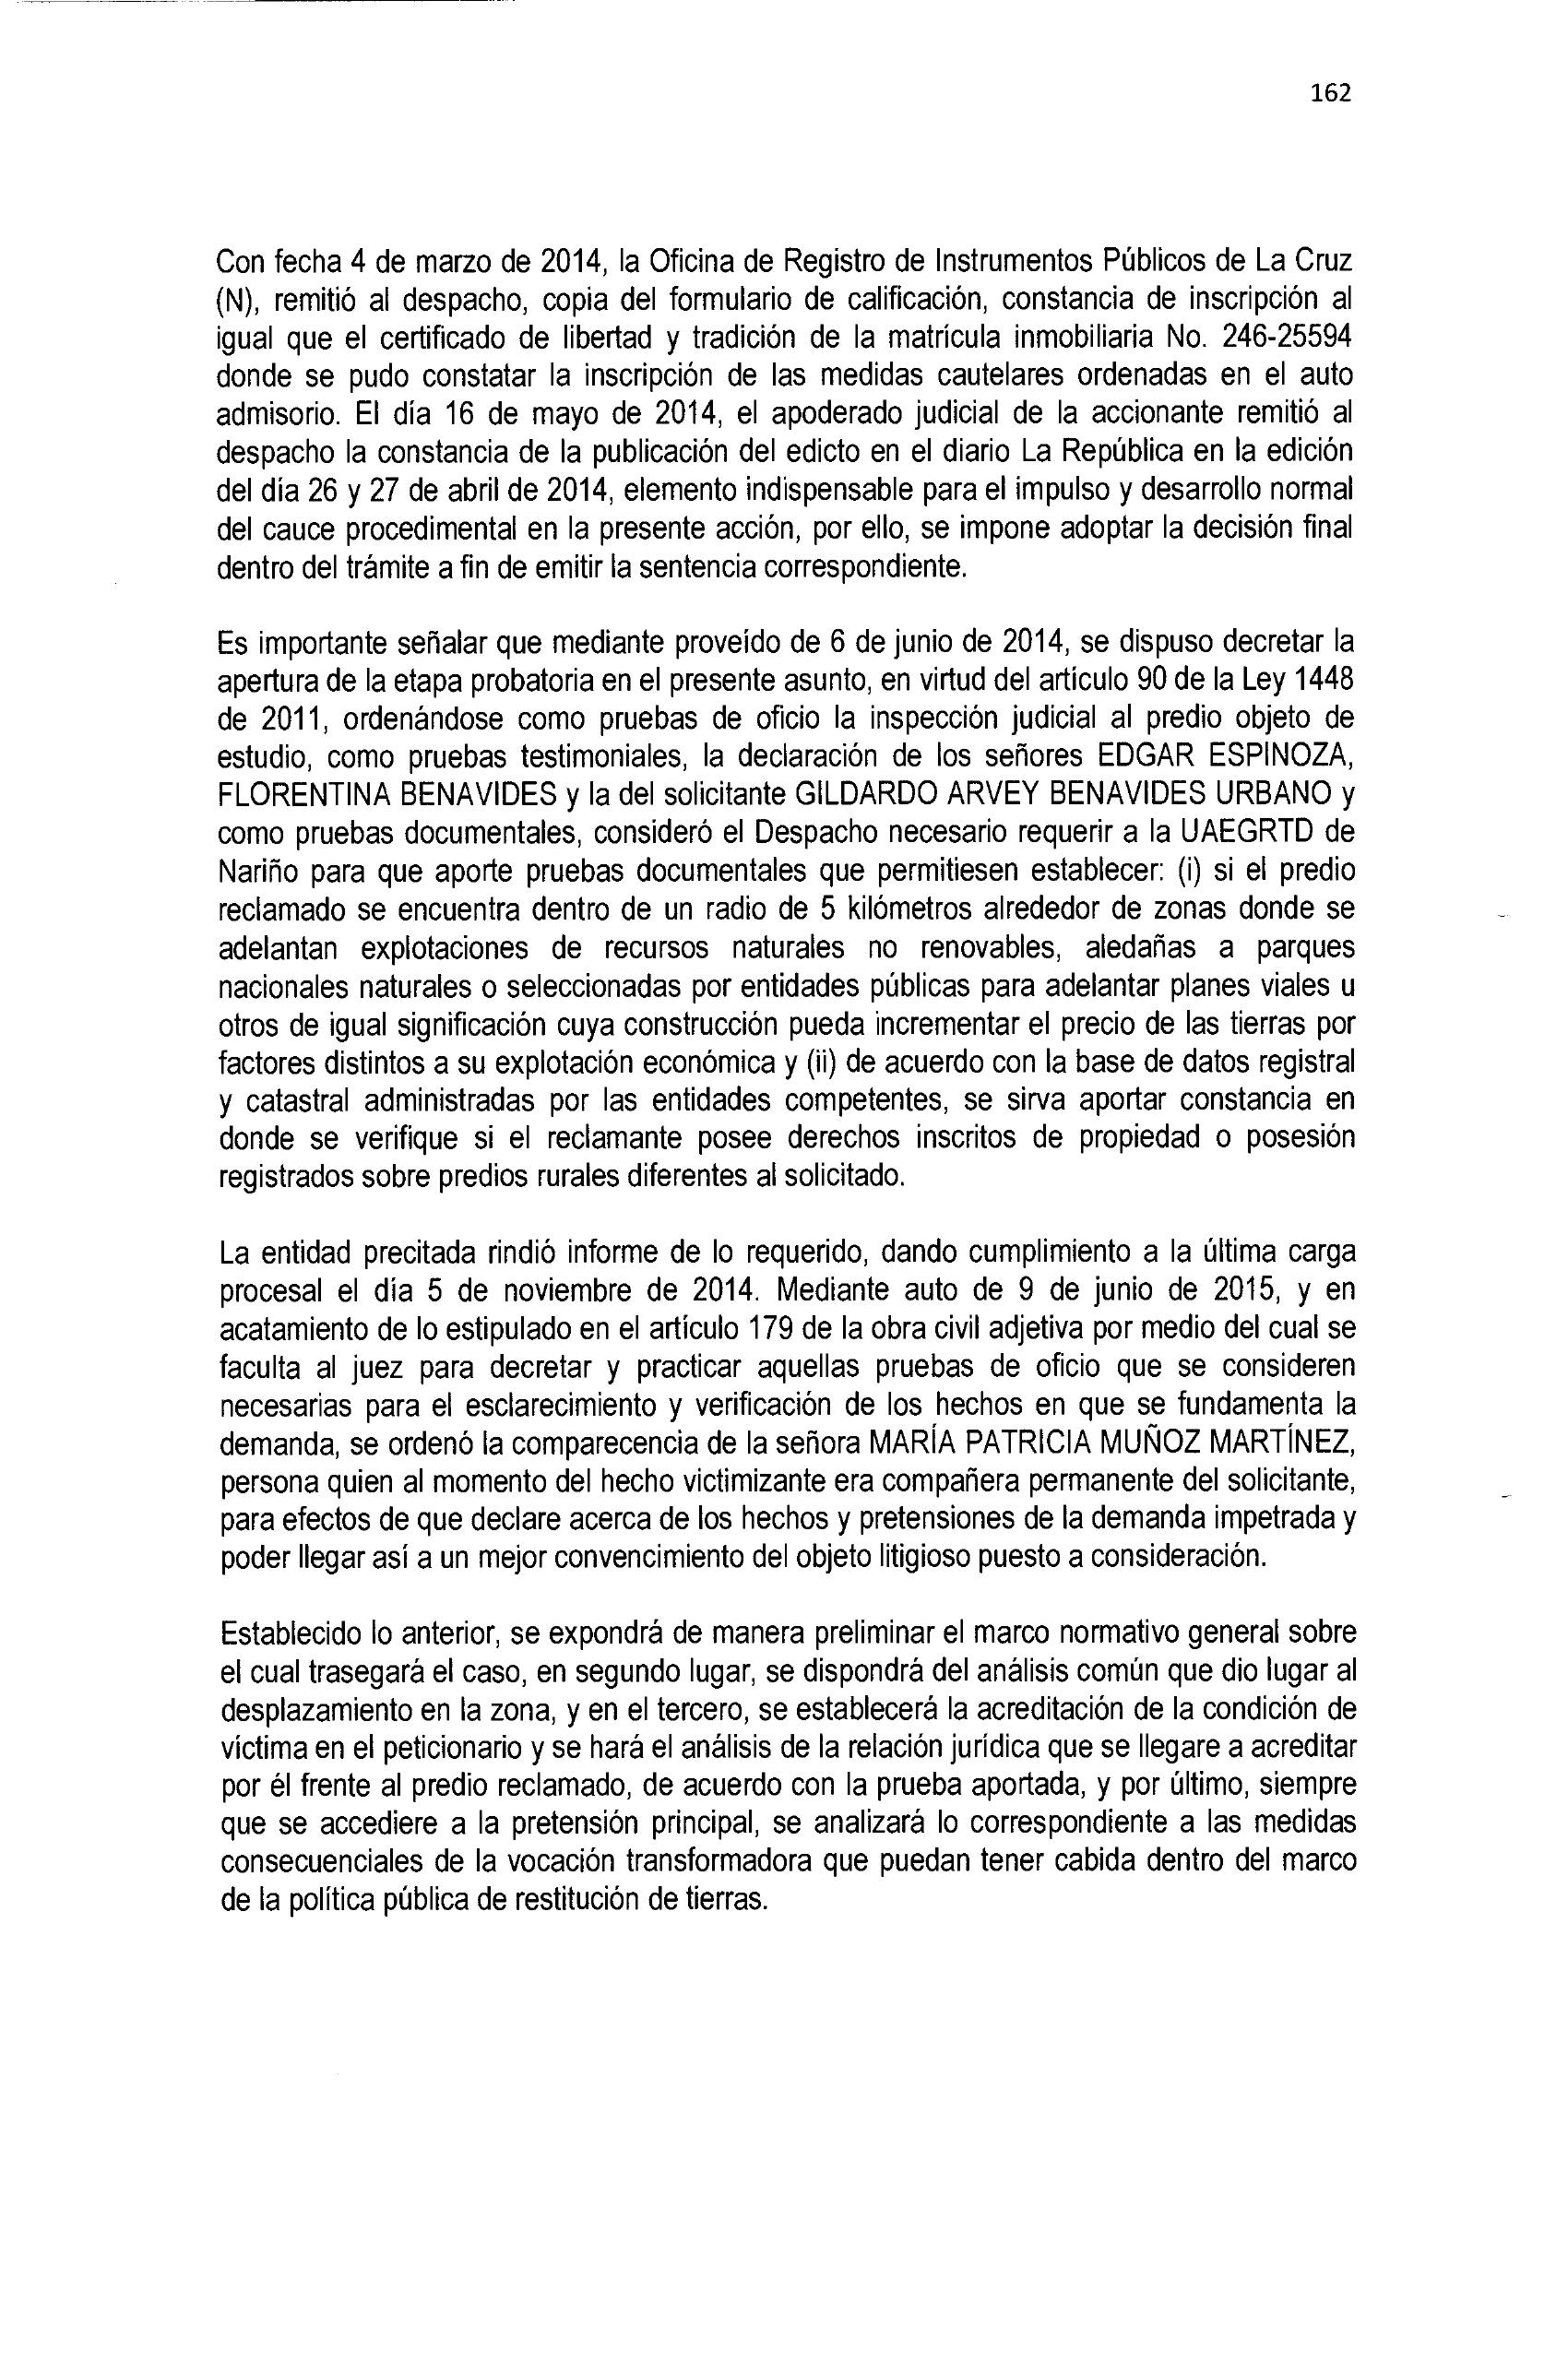 162
Con fecha 4 de marzo de 2014, la Oficina de Registro de Instrumentos Públicos de La Cruz
(N), remitió al despacho, copia del formulario de calificación, constancia de inscripción al
igual que el certificado de libertad y tradición de la matrícula inmobiliaria No. 246-25594
donde se pudo constatar la inscripción de las medidas cautelares ordenadas en el auto
admisorio. El día 16 de mayo de 2014, el apoderado judicial de la accionante remitió al
despacho la constancia de la publicación del edicto en el diario La República en la edición
del día 26 y 27 de abril de 2014, elemento indispensable para el impulso y desarrollo normal
del cauce procedimental en la presente acción, por ello, se impone adoptar la decisión final
dentro del trámite a fin de emitir la sentencia correspondiente.
Es importante señalar que mediante proveído de 6 de junio de 2014, se dispuso decretar la
apertura de la etapa probatoria en el presente asunto, en virtud del artículo 90 de la Ley 1448
de 2011, ordenándose como pruebas de oficio la inspección judicial al predio objeto de
estudio, como pruebas testimoniales, la declaración de los señores EDGAR ESPINOZA,
FLORENTINA BENAVIDES y la del solicitante GILDARDO ARVEY BENAVIDES URBANO y
como pruebas documentales, consideró el Despacho necesario requerir a la UAEGRTD de
Nariño para que aporte pruebas documentales que permitiesen establecer: (i) si el predio
reclamado se encuentra dentro de un radio de 5 kilómetros alrededor de zonas donde se
adelantan explotaciones de recursos naturales no renovables, aledañas a parques
nacionales naturales o seleccionadas por entidades públicas para adelantar planes viales u
otros de igual significación cuya construcción pueda incrementar el precio de las tierras por
factores distintos a su explotación económica y (ii) de acuerdo con la base de datos registral
y catastral administradas por las entidades competentes, se sirva aportar constancia en
donde se verifique si el reclamante posee derechos inscritos de propiedad o posesión
registrados sobre predios rurales diferentes al solicitado.
La entidad precitada rindió informe de lo requerido, dando cumplimiento a la última carga
procesal el día 5 de noviembre de 2014. Mediante auto de 9 de junio de 2015, y en
acatamiento de lo estipulado en el artículo 179 de la obra civil adjetiva por medio del cual se
faculta al juez para decretar y practicar aquellas pruebas de oficio que se consideren
necesarias para el esclarecimiento y verificación de los hechos en que se fundamenta la
demanda, se ordenó la comparecencia de la señora MARÍA PATRICIA MUÑOZ MARTÍNEZ,
persona quien al momento del hecho victimizante era compañera permanente del solicitante,
para efectos de que declare acerca de los hechos y pretensiones de la demanda impetrada y
poder llegar así a un mejor convencimiento del objeto litigioso puesto a consideración.
Establecido lo anterior, se expondrá de manera preliminar el marco normativo general sobre
el cual trasegará el caso, en segundo lugar, se dispondrá del análisis común que dio lugar al
desplazamiento en la zona, y en el tercero, se establecerá la acreditación de la condición de
víctima en el peticionario y se hará el análisis de la relación jurídica que se llegare a acreditar
por él frente al predio reclamado, de acuerdo con la prueba aportada, y por último, siempre
que se accediere a la pretensión principal, se analizará lo correspondiente a las medidas
consecuenciales de la vocación transformadora que puedan tener cabida dentro del marco
de la política pública de restitución de tierras.